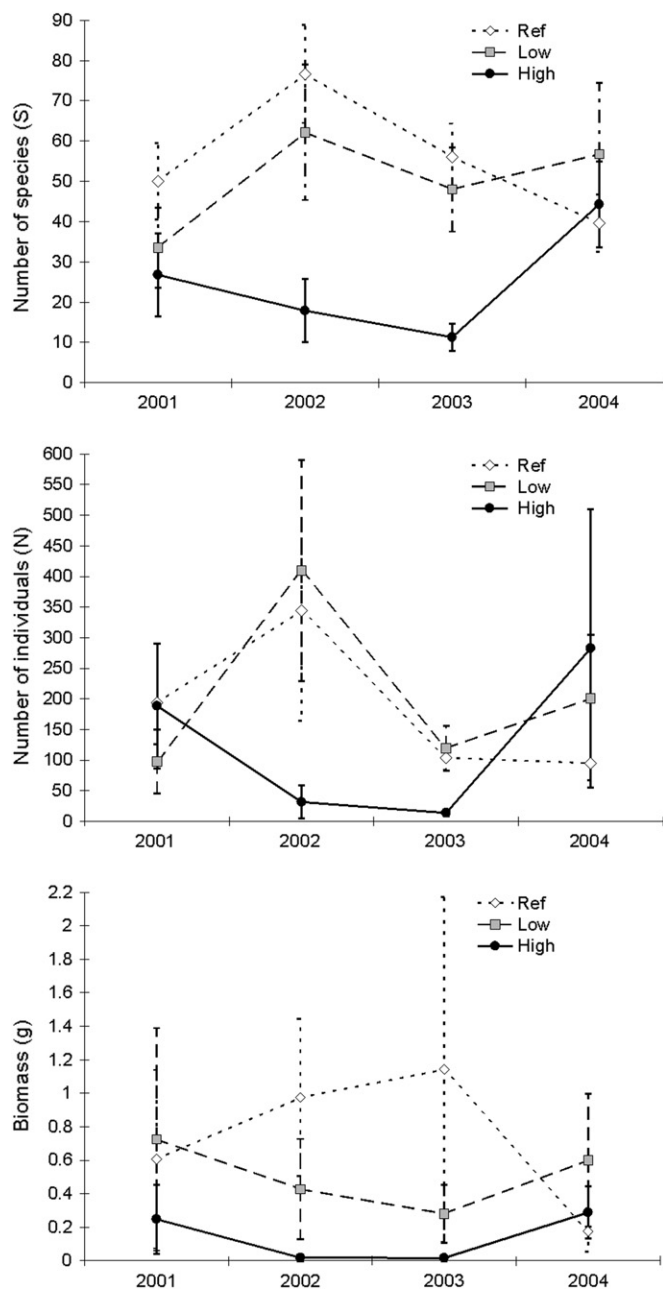 Number of species (S)
90
80
70
60
50
40
30
20
10
0
Ref
Low
High
2001 2002 2003 2004
Number of individuals (N)
600
550
500
450
400
350
300
250
200
150
100
50
0
Ref
Low
High
2001 2002 2003 2004
Biomass (g)
2.2
2
1.8
1.6
1.4
1.2
1
0.8
0.6
0.4
0.2
0
Ref
Low
High
2001 2002 2003 2004